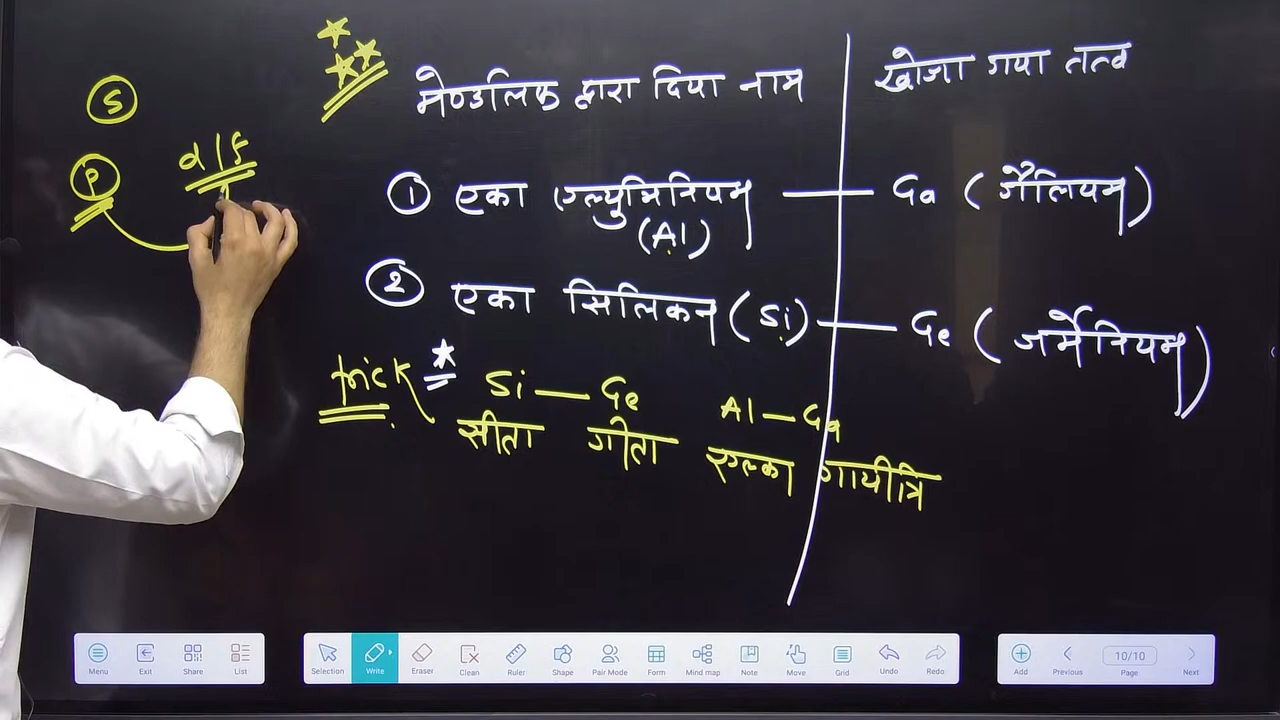 S
P
d/f
मेण्डलिफ द्वारा दिया नाम
खोजा गया तत्व
① एका एल्युमिनियम — Ga (गैलियम)
(Al)
② एका सिलिकन (Si) — Ge (जर्मेनियम)
trick
Si — Ge Al — Ga
सीता गीता एल्का गायीत्रि
Menu Exit Share List Selection Write Eraser Clean Ruler Shape Pair Mode Form Mind map Note Move Grid Undo Redo Add Previous 10/10 Page Next